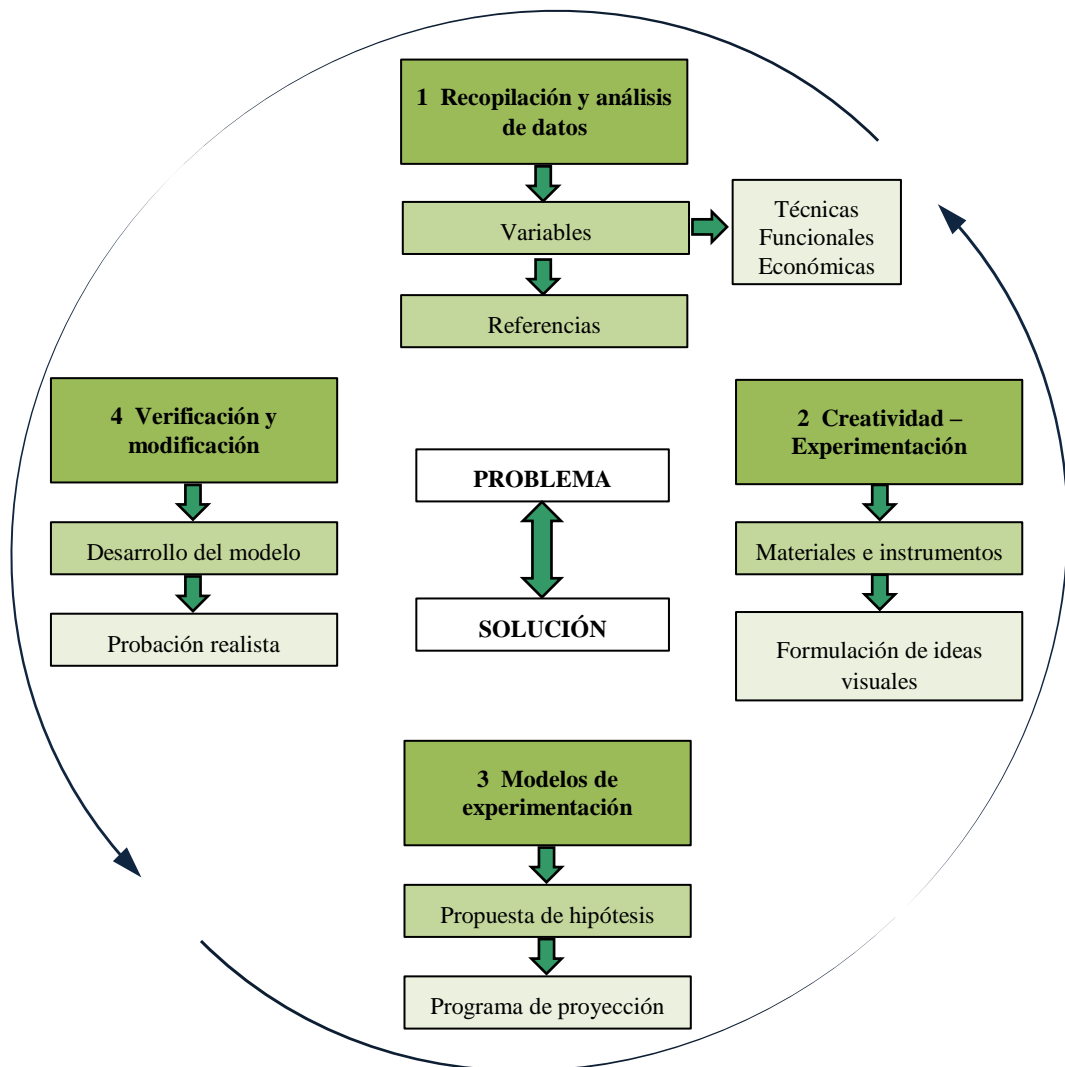 1 Recopilación y análisis
de datos
Variables
Técnicas
Funcionales
Económicas
Referencias
4 Verificación y
modificación
Desarrollo del modelo
Probación realista
PROBLEMA
SOLUCIÓN
2 Creatividad –
Experimentación
Materiales e instrumentos
Formulación de ideas
visuales
3 Modelos de
experimentación
Propuesta de hipótesis
Programa de proyección